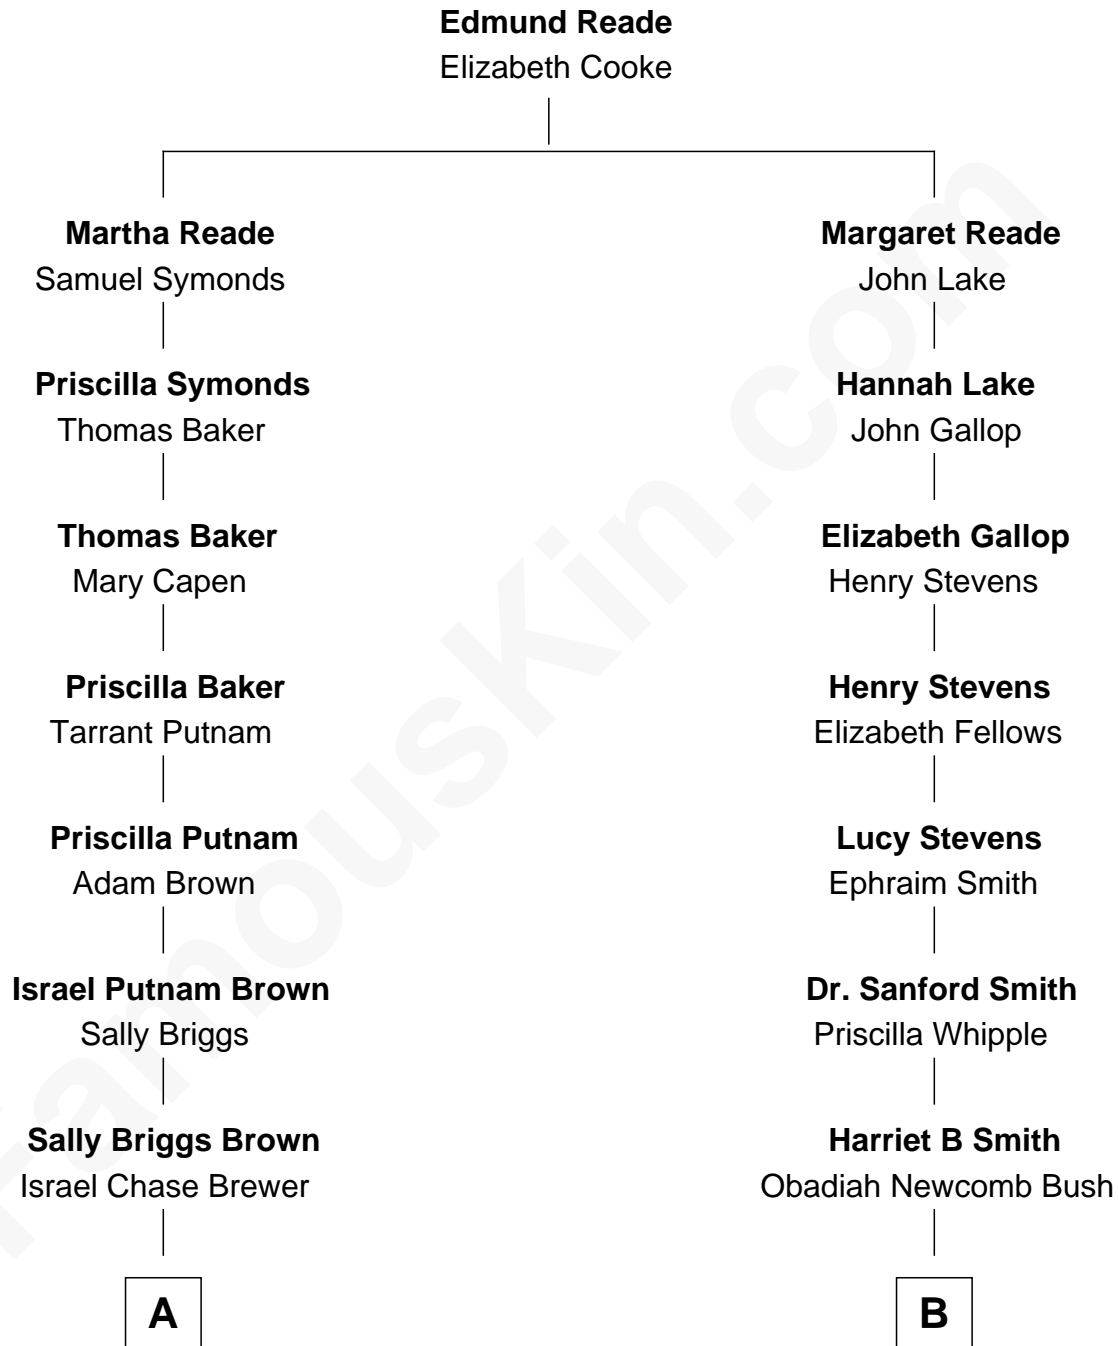 Edmund Reade
Elizabeth Cooke
Martha Reade
Samuel Symonds
Margaret Reade
John Lake
Priscilla Symonds
Thomas Baker
Hannah Lake
John Gallop
Thomas Baker
Mary Capen
Elizabeth Gallop
Henry Stevens
Priscilla Baker
Tarrant Putnam
Henry Stevens
Elizabeth Fellows
Priscilla Putnam
Adam Brown
Lucy Stevens
Ephraim Smith
Israel Putnam Brown
Sally Briggs
Dr. Sanford Smith
Priscilla Whipple
Sally Briggs Brown
Israel Chase Brewer
Harriet B Smith
Obadiah Newcomb Bush
A
B
FamousKin.com